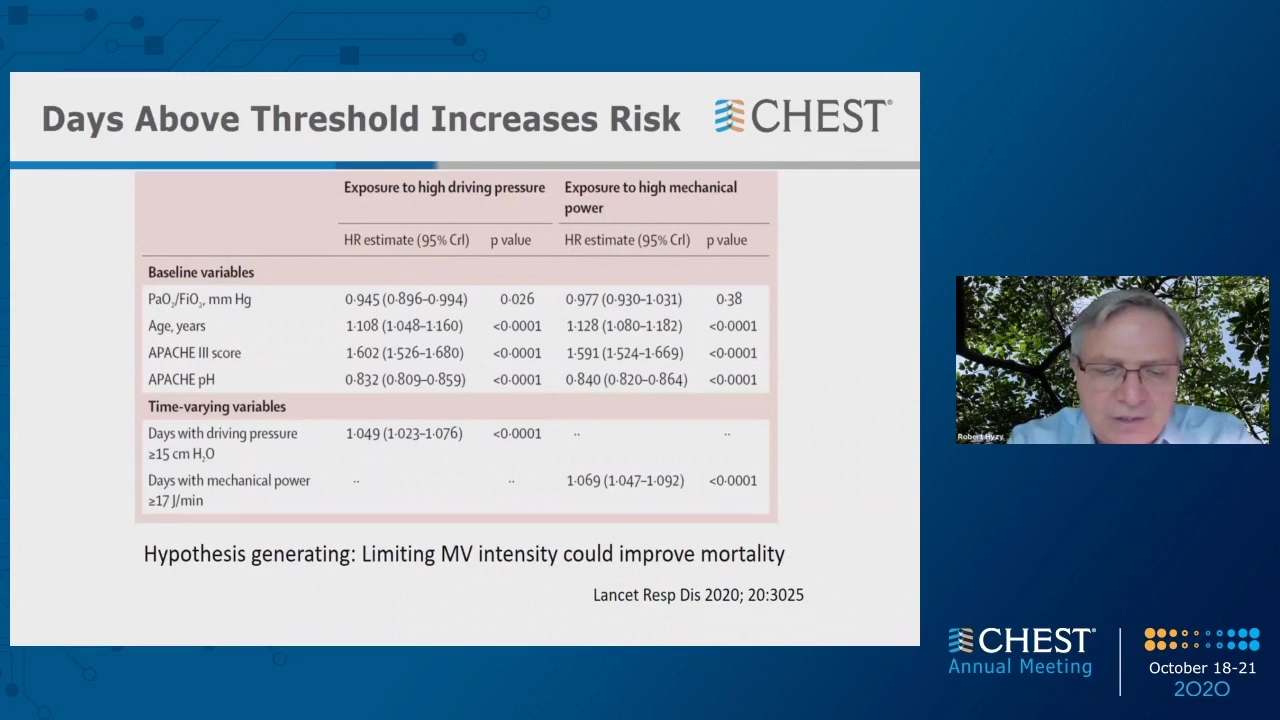 Days Above Threshold Increases Risk
CHEST®
Exposure to high driving pressure Exposure to high mechanical
power
HR estimate (95% CrI) p value HR estimate (95% CrI) p value
Baseline variables
PaO₂/FiO₂, mm Hg 0·945 (0·896–0·994) 0·026 0·977 (0·930–1·031) 0·38
Age, years 1·108 (1·048–1·160) <0·0001 1·128 (1·080–1·182) <0·0001
APACHE III score 1·602 (1·526–1·680) <0·0001 1·591 (1·524–1·669) <0·0001
APACHE pH 0·832 (0·809–0·859) <0·0001 0·840 (0·820–0·864) <0·0001
Time-varying variables
Days with driving pressure 1·049 (1·023–1·076) <0·0001 ·· ··
≥15 cm H₂O
Days with mechanical power ·· ·· 1·069 (1·047–1·092) <0·0001
≥17 J/min
Hypothesis generating: Limiting MV intensity could improve mortality
Lancet Resp Dis 2020; 20:3025
Robert Hyzy
CHEST®
Annual Meeting
October 18-21
2020